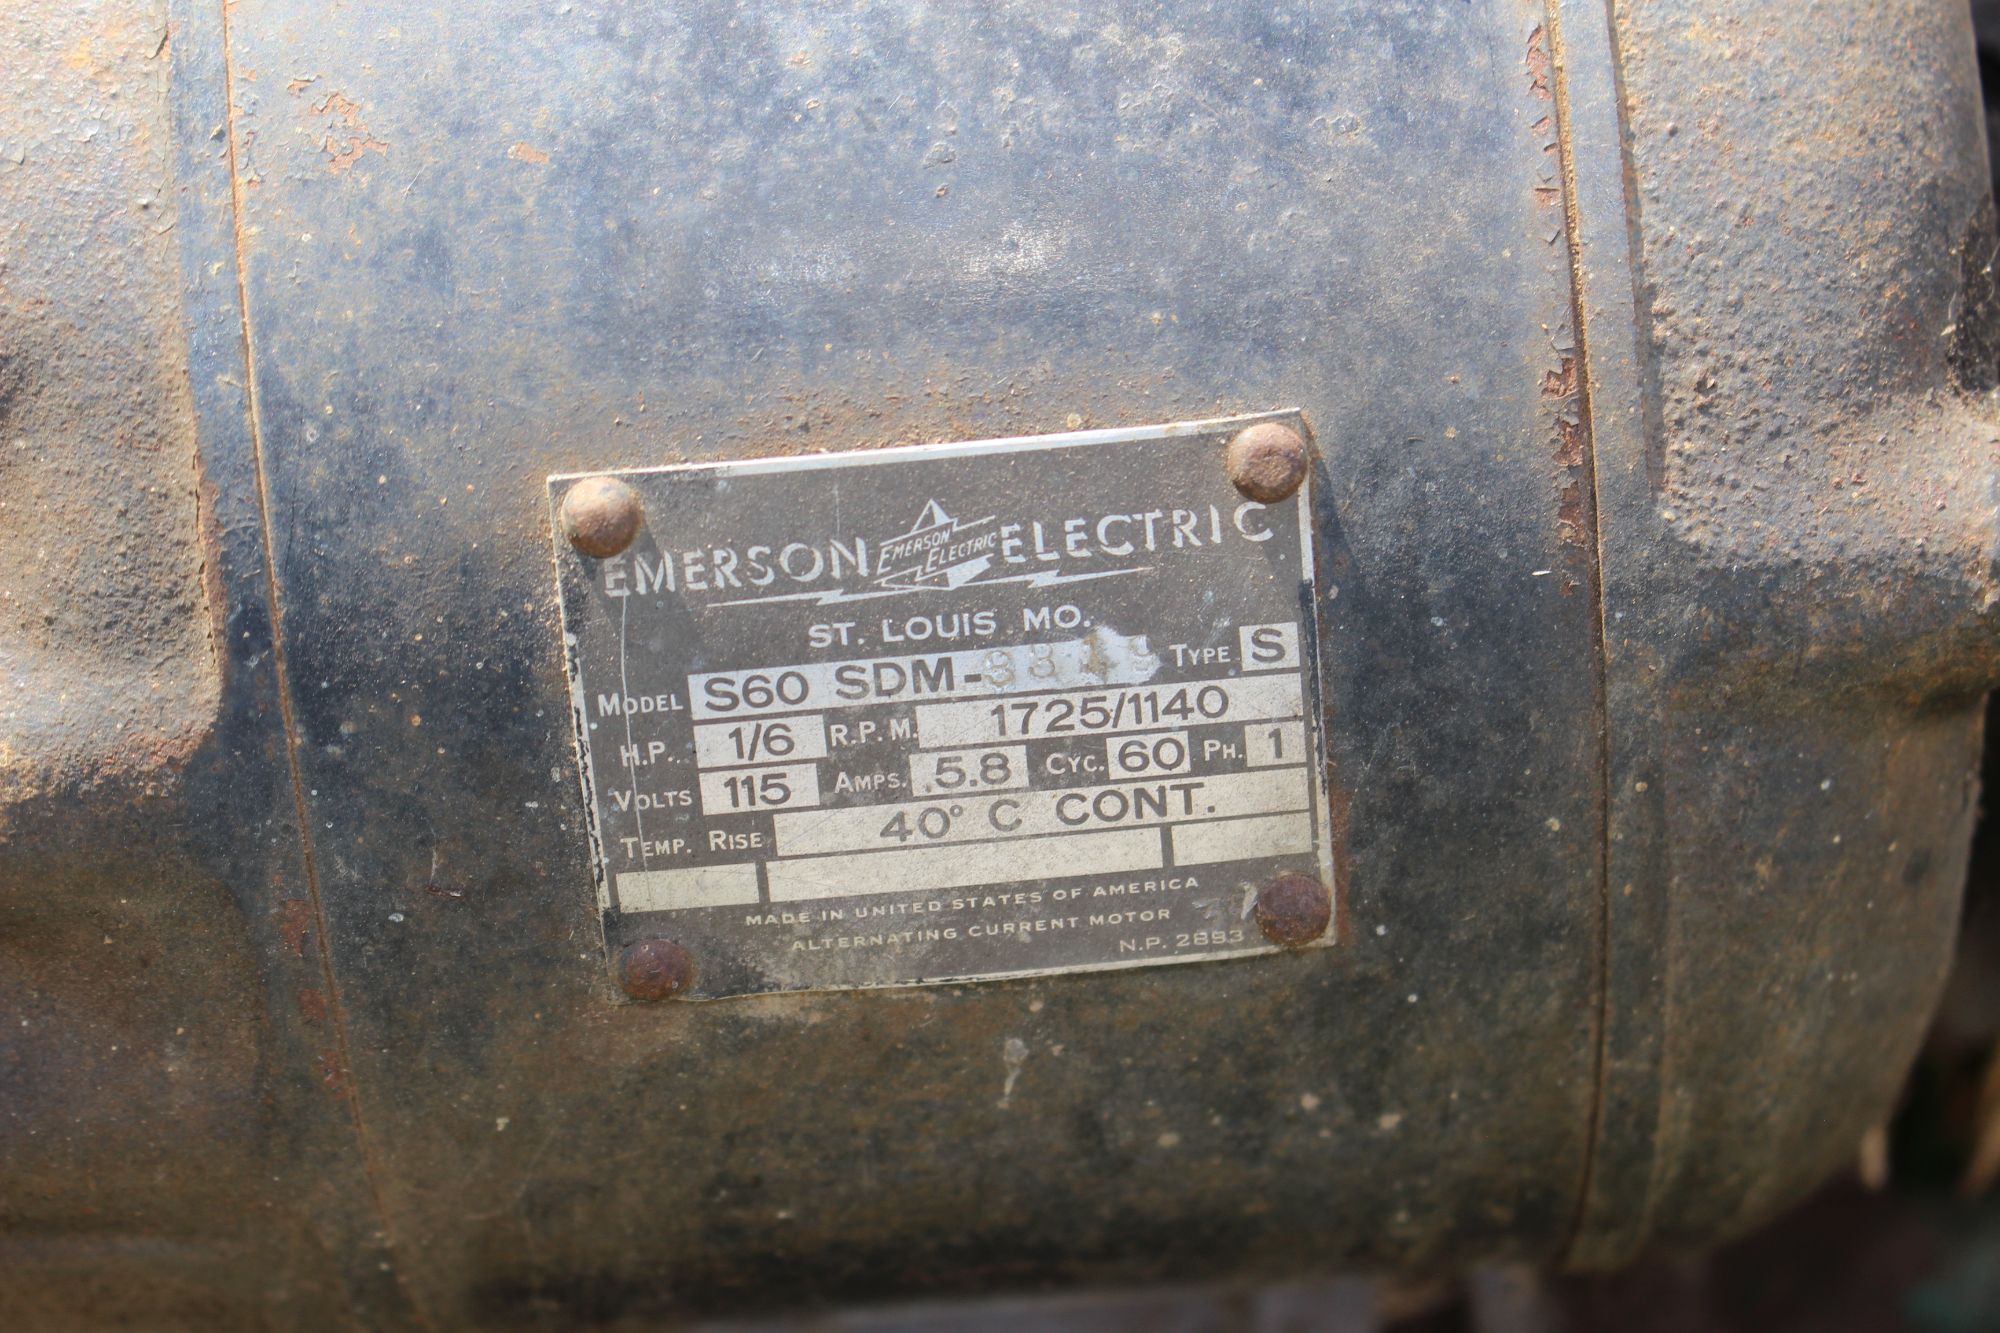 EMERSON EMERSON ELECTRIC ELECTRIC
ST. LOUIS MO.
MODEL S60 SDM- TYPE S
H.P. 1/6 R.P.M. 1725/1140
VOLTS 115 AMPS. 5.8 CYC. 60 PH. 1
TEMP. RISE 40° C CONT.
MADE IN UNITED STATES OF AMERICA
ALTERNATING CURRENT MOTOR
N.P. 2893